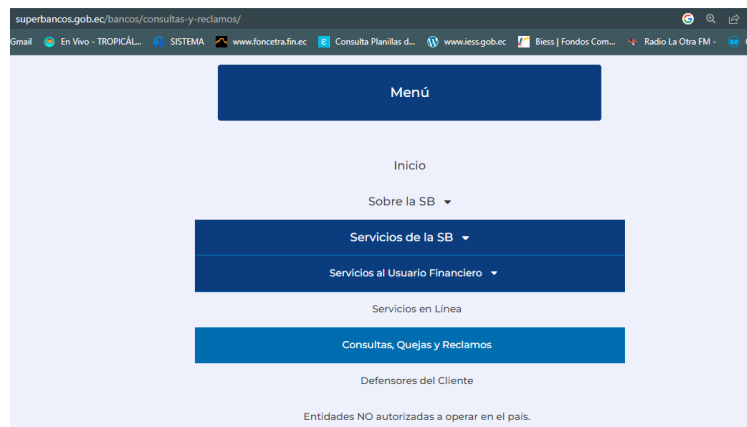 superbancos.gob.ec/bancos/consultas-y-reclamos/
Gmail En Vivo - TROPICÁL... SISTEMA www.foncetra.fin.ec Consulta Planillas d... www.iess.gob.ec Biess | Fondos Com... Radio La Otra FM -
Menú
Inicio
Sobre la SB
Servicios de la SB
Servicios al Usuario Financiero
Servicios en Línea
Consultas, Quejas y Reclamos
Defensores del Cliente
Entidades NO autorizadas a operar en el país.